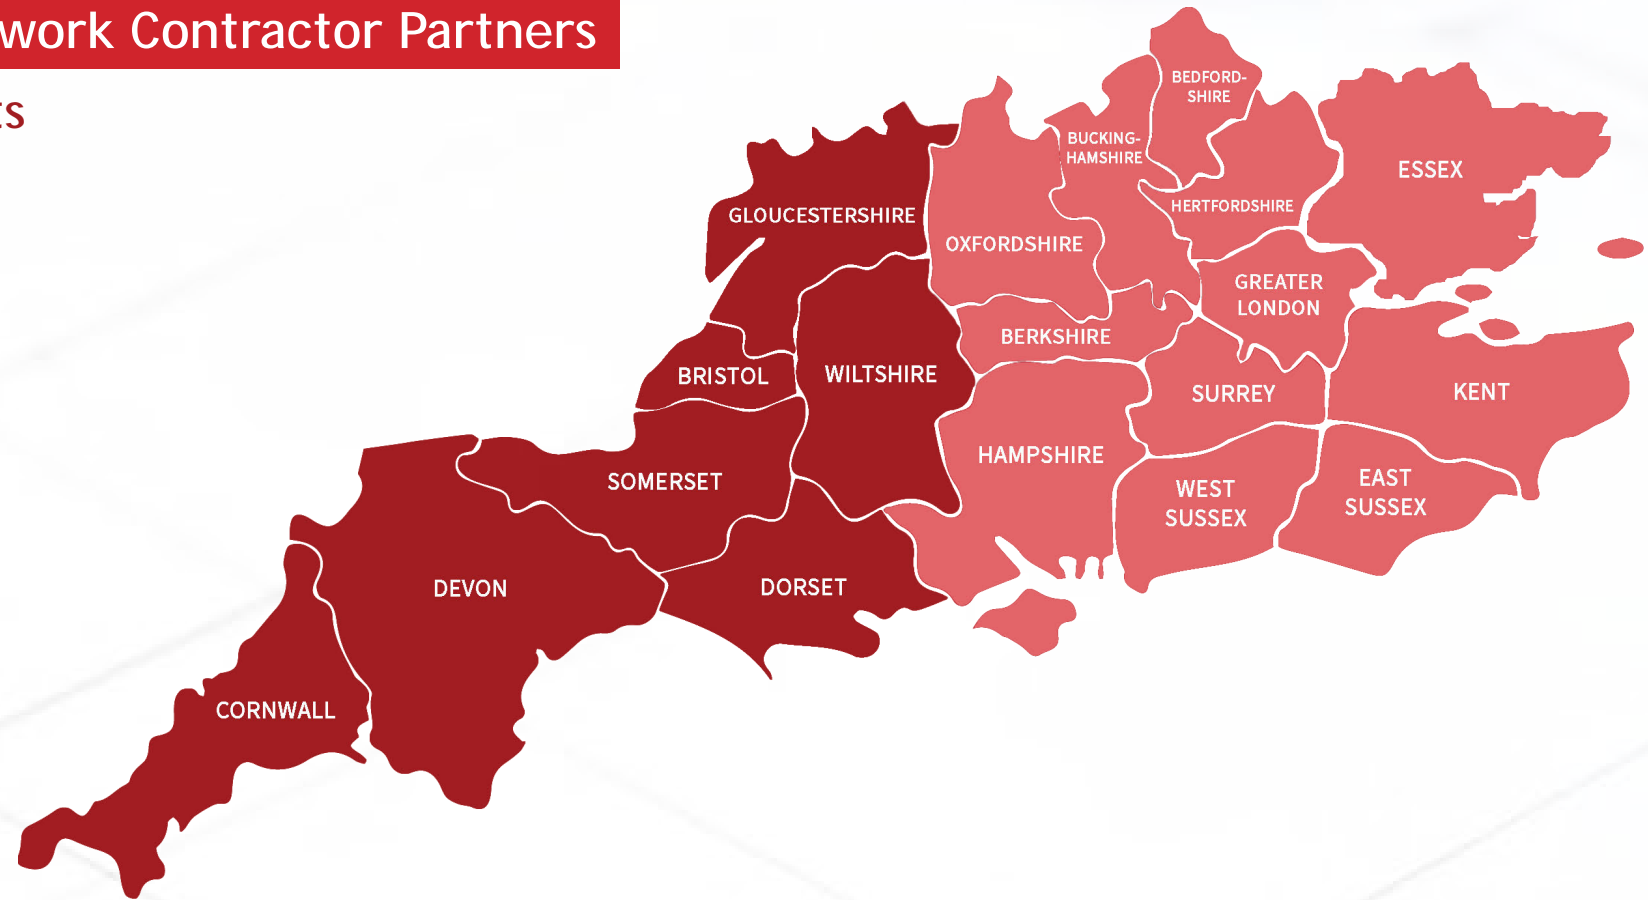 work Contractor Partners
ts
BEDFORD-
SHIRE
BUCKING-
HAMSHIRE
ESSEX
HERTFORDSHIRE
GLOUCESTERSHIRE
OXFORDSHIRE
GREATER
LONDON
BERKSHIRE
BRISTOL
WILTSHIRE
SURREY
KENT
HAMPSHIRE
SOMERSET
WEST
SUSSEX
EAST
SUSSEX
DEVON
DORSET
CORNWALL